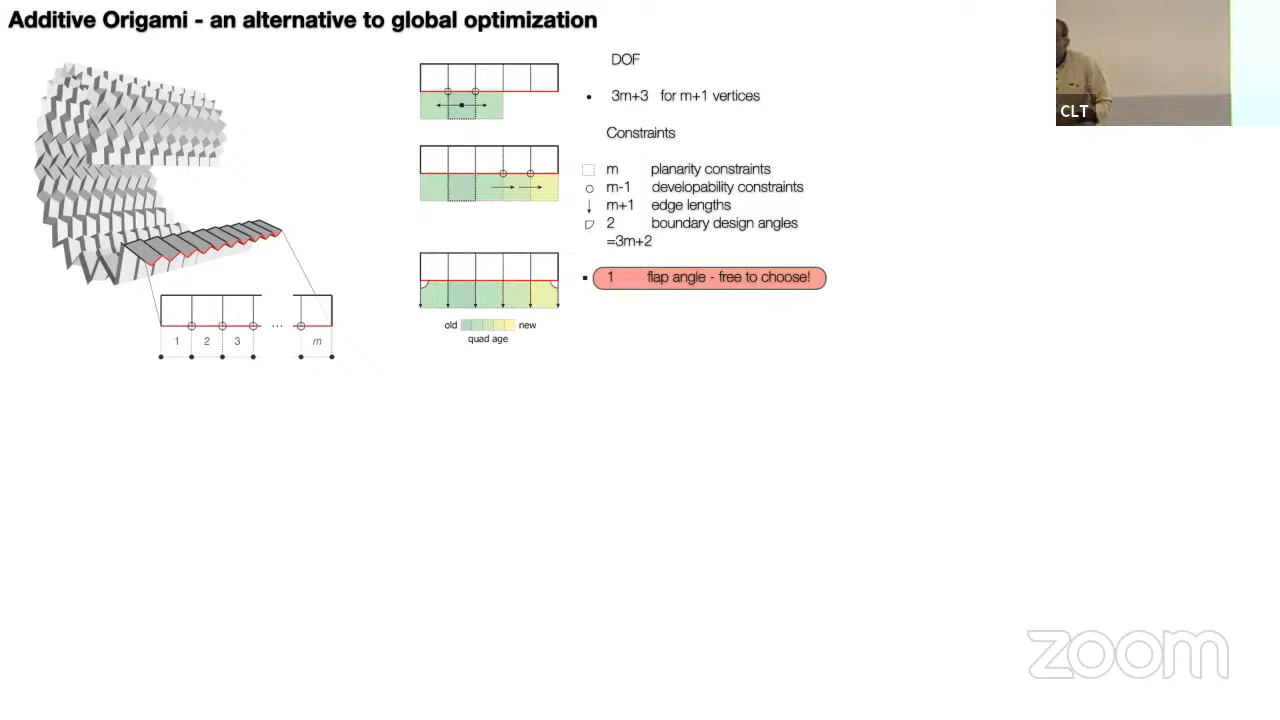 Additive Origami - an alternative to global optimization
CLT
DOF
• 3m+3 for m+1 vertices
Constraints
m planarity constraints
m-1 developability constraints
m+1 edge lengths
2 boundary design angles
=3m+2
1 flap angle - free to choose!
1 2 3 ... m
old new
quad age
zoom